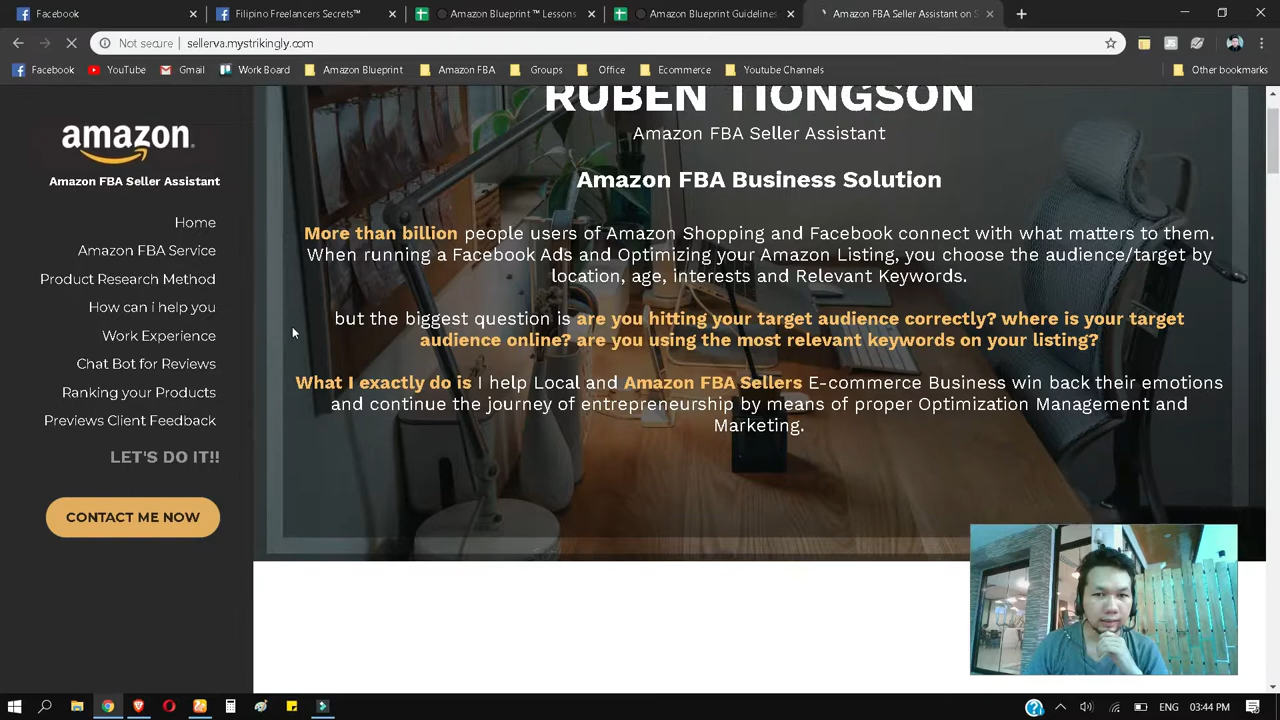 Facebook
Filipino Freelancers Secrets™
Amazon Blueprint ™ Lessons
Amazon Blueprint Guidelines
Amazon FBA Seller Assistant on S
Not secure
sellerva.mystrikingly.com
Facebook
YouTube
Gmail
Work Board
Amazon Blueprint
Amazon FBA
Groups
Office
Ecommerce
Youtube Channels
Other bookmarks
amazon
Amazon FBA Seller Assistant
Home
Amazon FBA Service
Product Research Method
How can i help you
Work Experience
Chat Bot for Reviews
Ranking your Products
Previews Client Feedback
LET'S DO IT!!
CONTACT ME NOW
RUBEN TIONGSON
Amazon FBA Seller Assistant
Amazon FBA Business Solution
More than billion people users of Amazon Shopping and Facebook connect with what matters to them.
When running a Facebook Ads and Optimizing your Amazon Listing, you choose the audience/target by
location, age, interests and Relevant Keywords.
but the biggest question is are you hitting your target audience correctly? where is your target
audience online? are you using the most relevant keywords on your listing?
What I exactly do is I help Local and Amazon FBA Sellers E-commerce Business win back their emotions
and continue the journey of entrepreneurship by means of proper Optimization Management and
Marketing.
ENG
03:44 PM